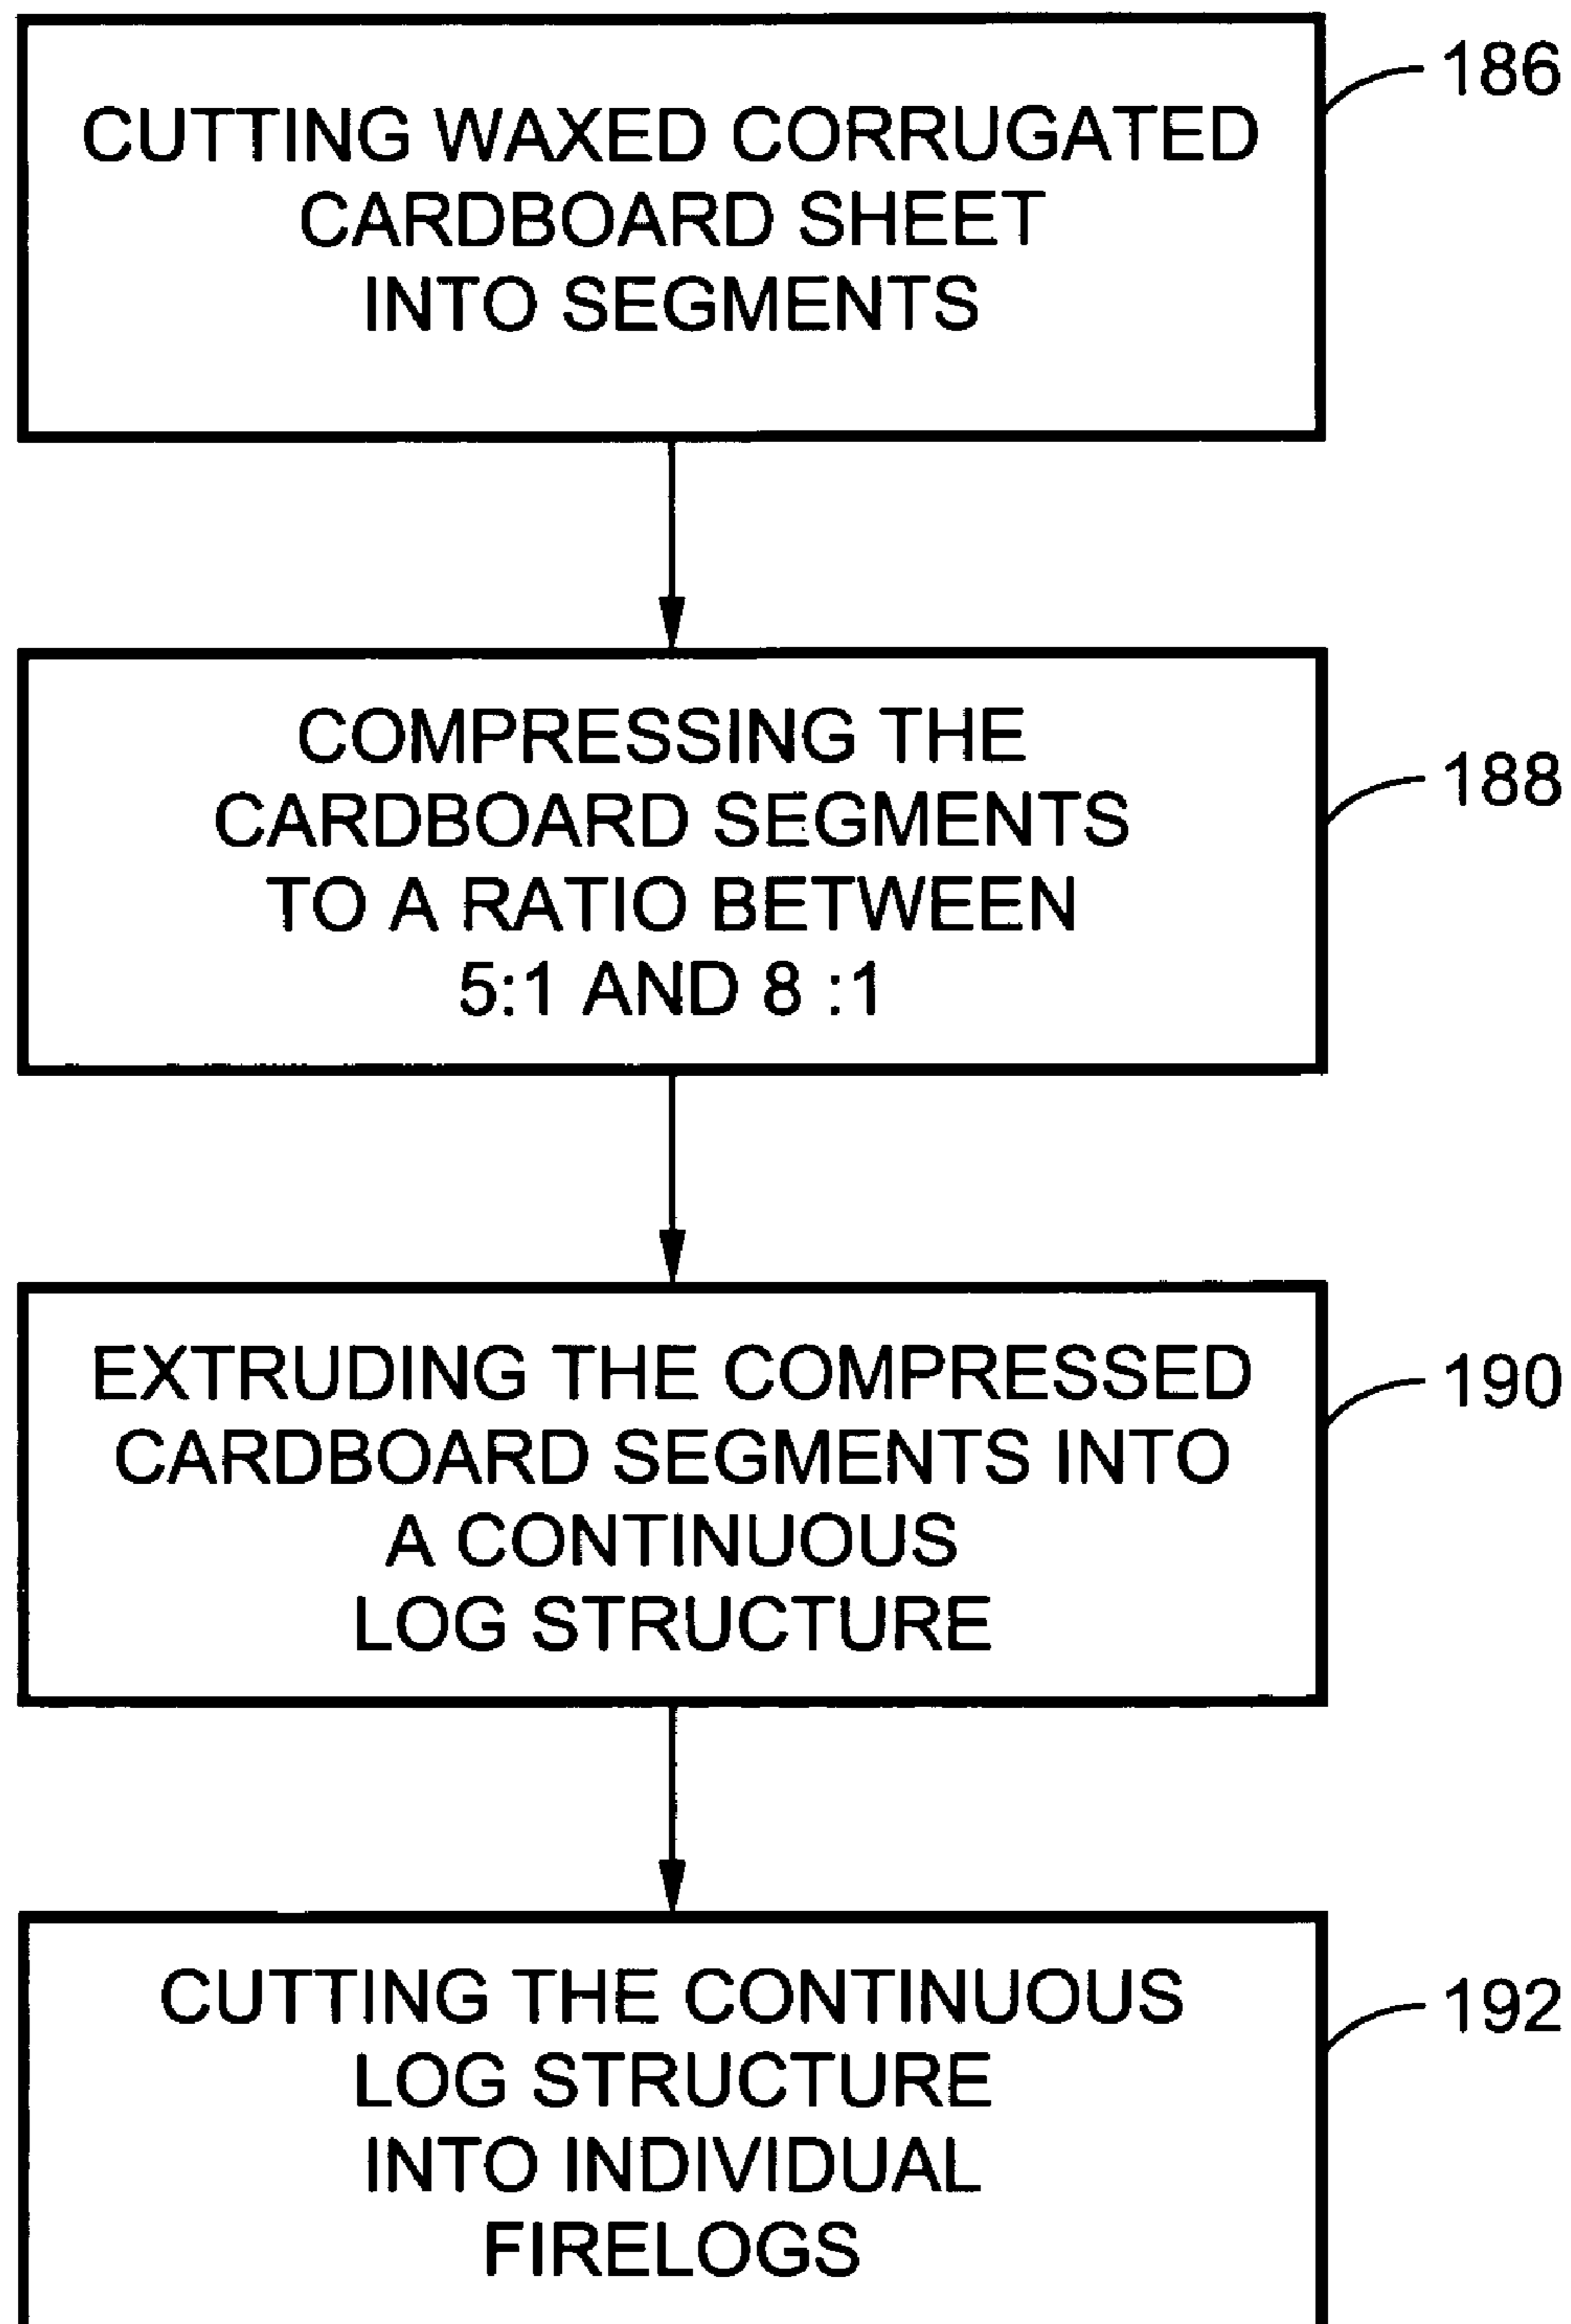 186
CUTTING WAXED CORRUGATED
CARDBOARD SHEET
INTO SEGMENTS
188
COMPRESSING THE
CARDBOARD SEGMENTS
TO A RATIO BETWEEN
5:1 AND 8 :1
190
EXTRUDING THE COMPRESSED
CARDBOARD SEGMENTS INTO
A CONTINUOUS
LOG STRUCTURE
192
CUTTING THE CONTINUOUS
LOG STRUCTURE
INTO INDIVIDUAL
FIRELOGS